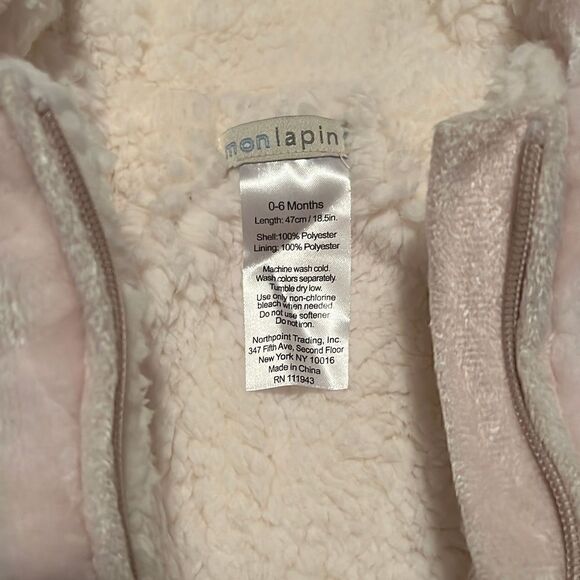 mon lapin
0-6 Months
Length: 47cm / 18.5in.
Shell:100% Polyester
Lining: 100% Polyester
Machine wash cold.
Wash colors separately.
Tumble dry low.
Use only non-chlorine
bleach when needed.
Do not use softener
Do not iron.
Northpoint Trading, Inc.
347 Fifth Ave, Second Floor
New York NY 10016
Made in China
RN 111943